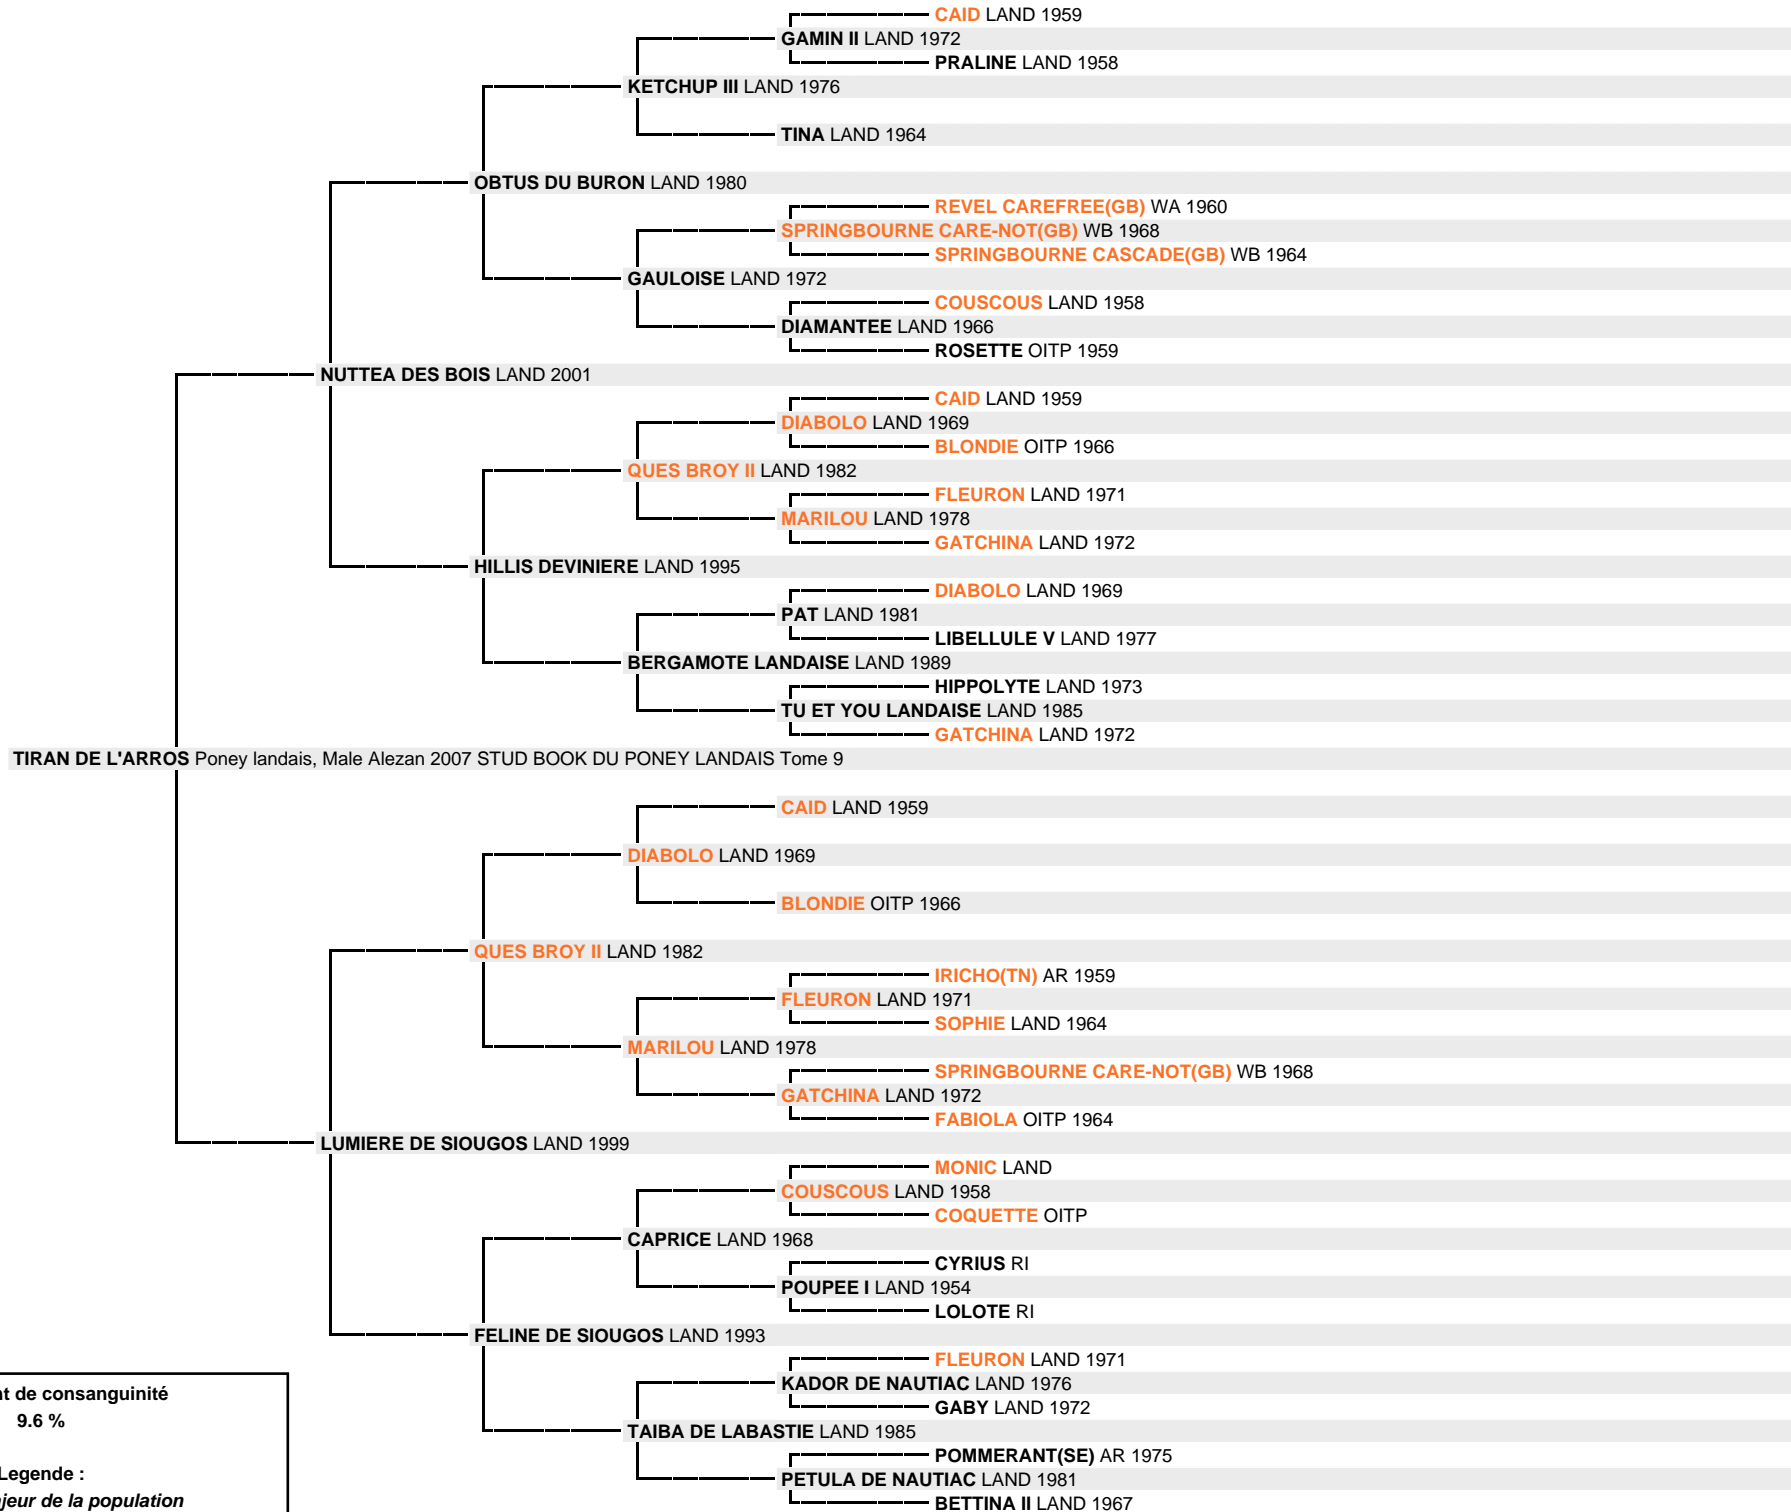 CAID LAND 1959
GAMIN II LAND 1972
PRALINE LAND 1958
KETCHUP III LAND 1976
TINA LAND 1964
OBTUS DU BURON LAND 1980
REVEL CAREFREE(GB) WA 1960
SPRINGBOURNE CARE-NOT(GB) WB 1968
SPRINGBOURNE CASCADE(GB) WB 1964
GAULOISE LAND 1972
COUSCOUS LAND 1958
DIAMANTEE LAND 1966
ROSETTE OITP 1959
NUTTEA DES BOIS LAND 2001
CAID LAND 1959
DIABOLO LAND 1969
BLONDIE OITP 1966
QUES BROY II LAND 1982
FLEURON LAND 1971
MARILOU LAND 1978
GATCHINA LAND 1972
HILLIS DEVINIERE LAND 1995
DIABOLO LAND 1969
PAT LAND 1981
LIBELLULE V LAND 1977
BERGAMOTE LANDAISE LAND 1989
HIPPOLYTE LAND 1973
TU ET YOU LANDAISE LAND 1985
GATCHINA LAND 1972
TIRAN DE L'ARROS Poney landais, Male Alezan 2007 STUD BOOK DU PONEY LANDAIS Tome 9
CAID LAND 1959
DIABOLO LAND 1969
BLONDIE OITP 1966
QUES BROY II LAND 1982
IRICHO(TN) AR 1959
FLEURON LAND 1971
SOPHIE LAND 1964
MARILOU LAND 1978
SPRINGBOURNE CARE-NOT(GB) WB 1968
GATCHINA LAND 1972
FABIOLA OITP 1964
LUMIERE DE SIOUGOS LAND 1999
MONIC LAND
COUSCOUS LAND 1958
COQUETTE OITP
CAPRICE LAND 1968
CYRIUS RI
POUPEE I LAND 1954
LOLOTE RI
FELINE DE SIOUGOS LAND 1993
FLEURON LAND 1971
KADOR DE NAUTIAC LAND 1976
GABY LAND 1972
TAIBA DE LABASTIE LAND 1985
POMMERANT(SE) AR 1975
PETULA DE NAUTIAC LAND 1981
BETTINA II LAND 1967
de consanguinité
9.6 %
Legende :
de la population